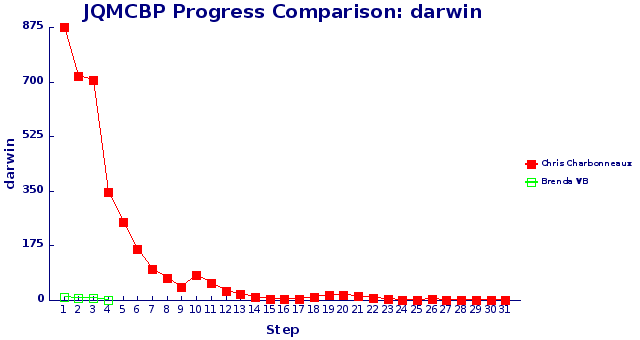 JQMCBP Progress Comparison: darwin
875
700
525
350
175
0
darwin
1 2 3 4 5 6 7 8 9 10 11 12 13 14 15 16 17 18 19 20 21 22 23 24 25 26 27 28 29 30 31
Step
Chris Charbonneaux
Brenda WB